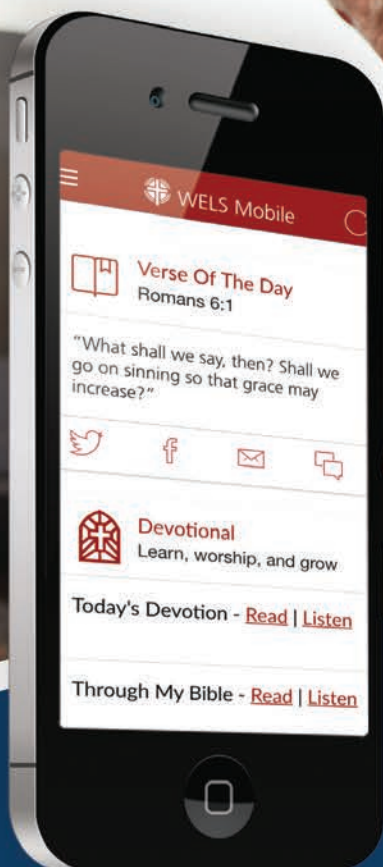 WELS Mobile
Verse Of The Day
Romans 6:1
"What shall we say, then? Shall we
go on sinning so that grace may
increase?"
Devotional
Learn, worship, and grow
Today's Devotion - Read | Listen
Through My Bible - Read | Listen